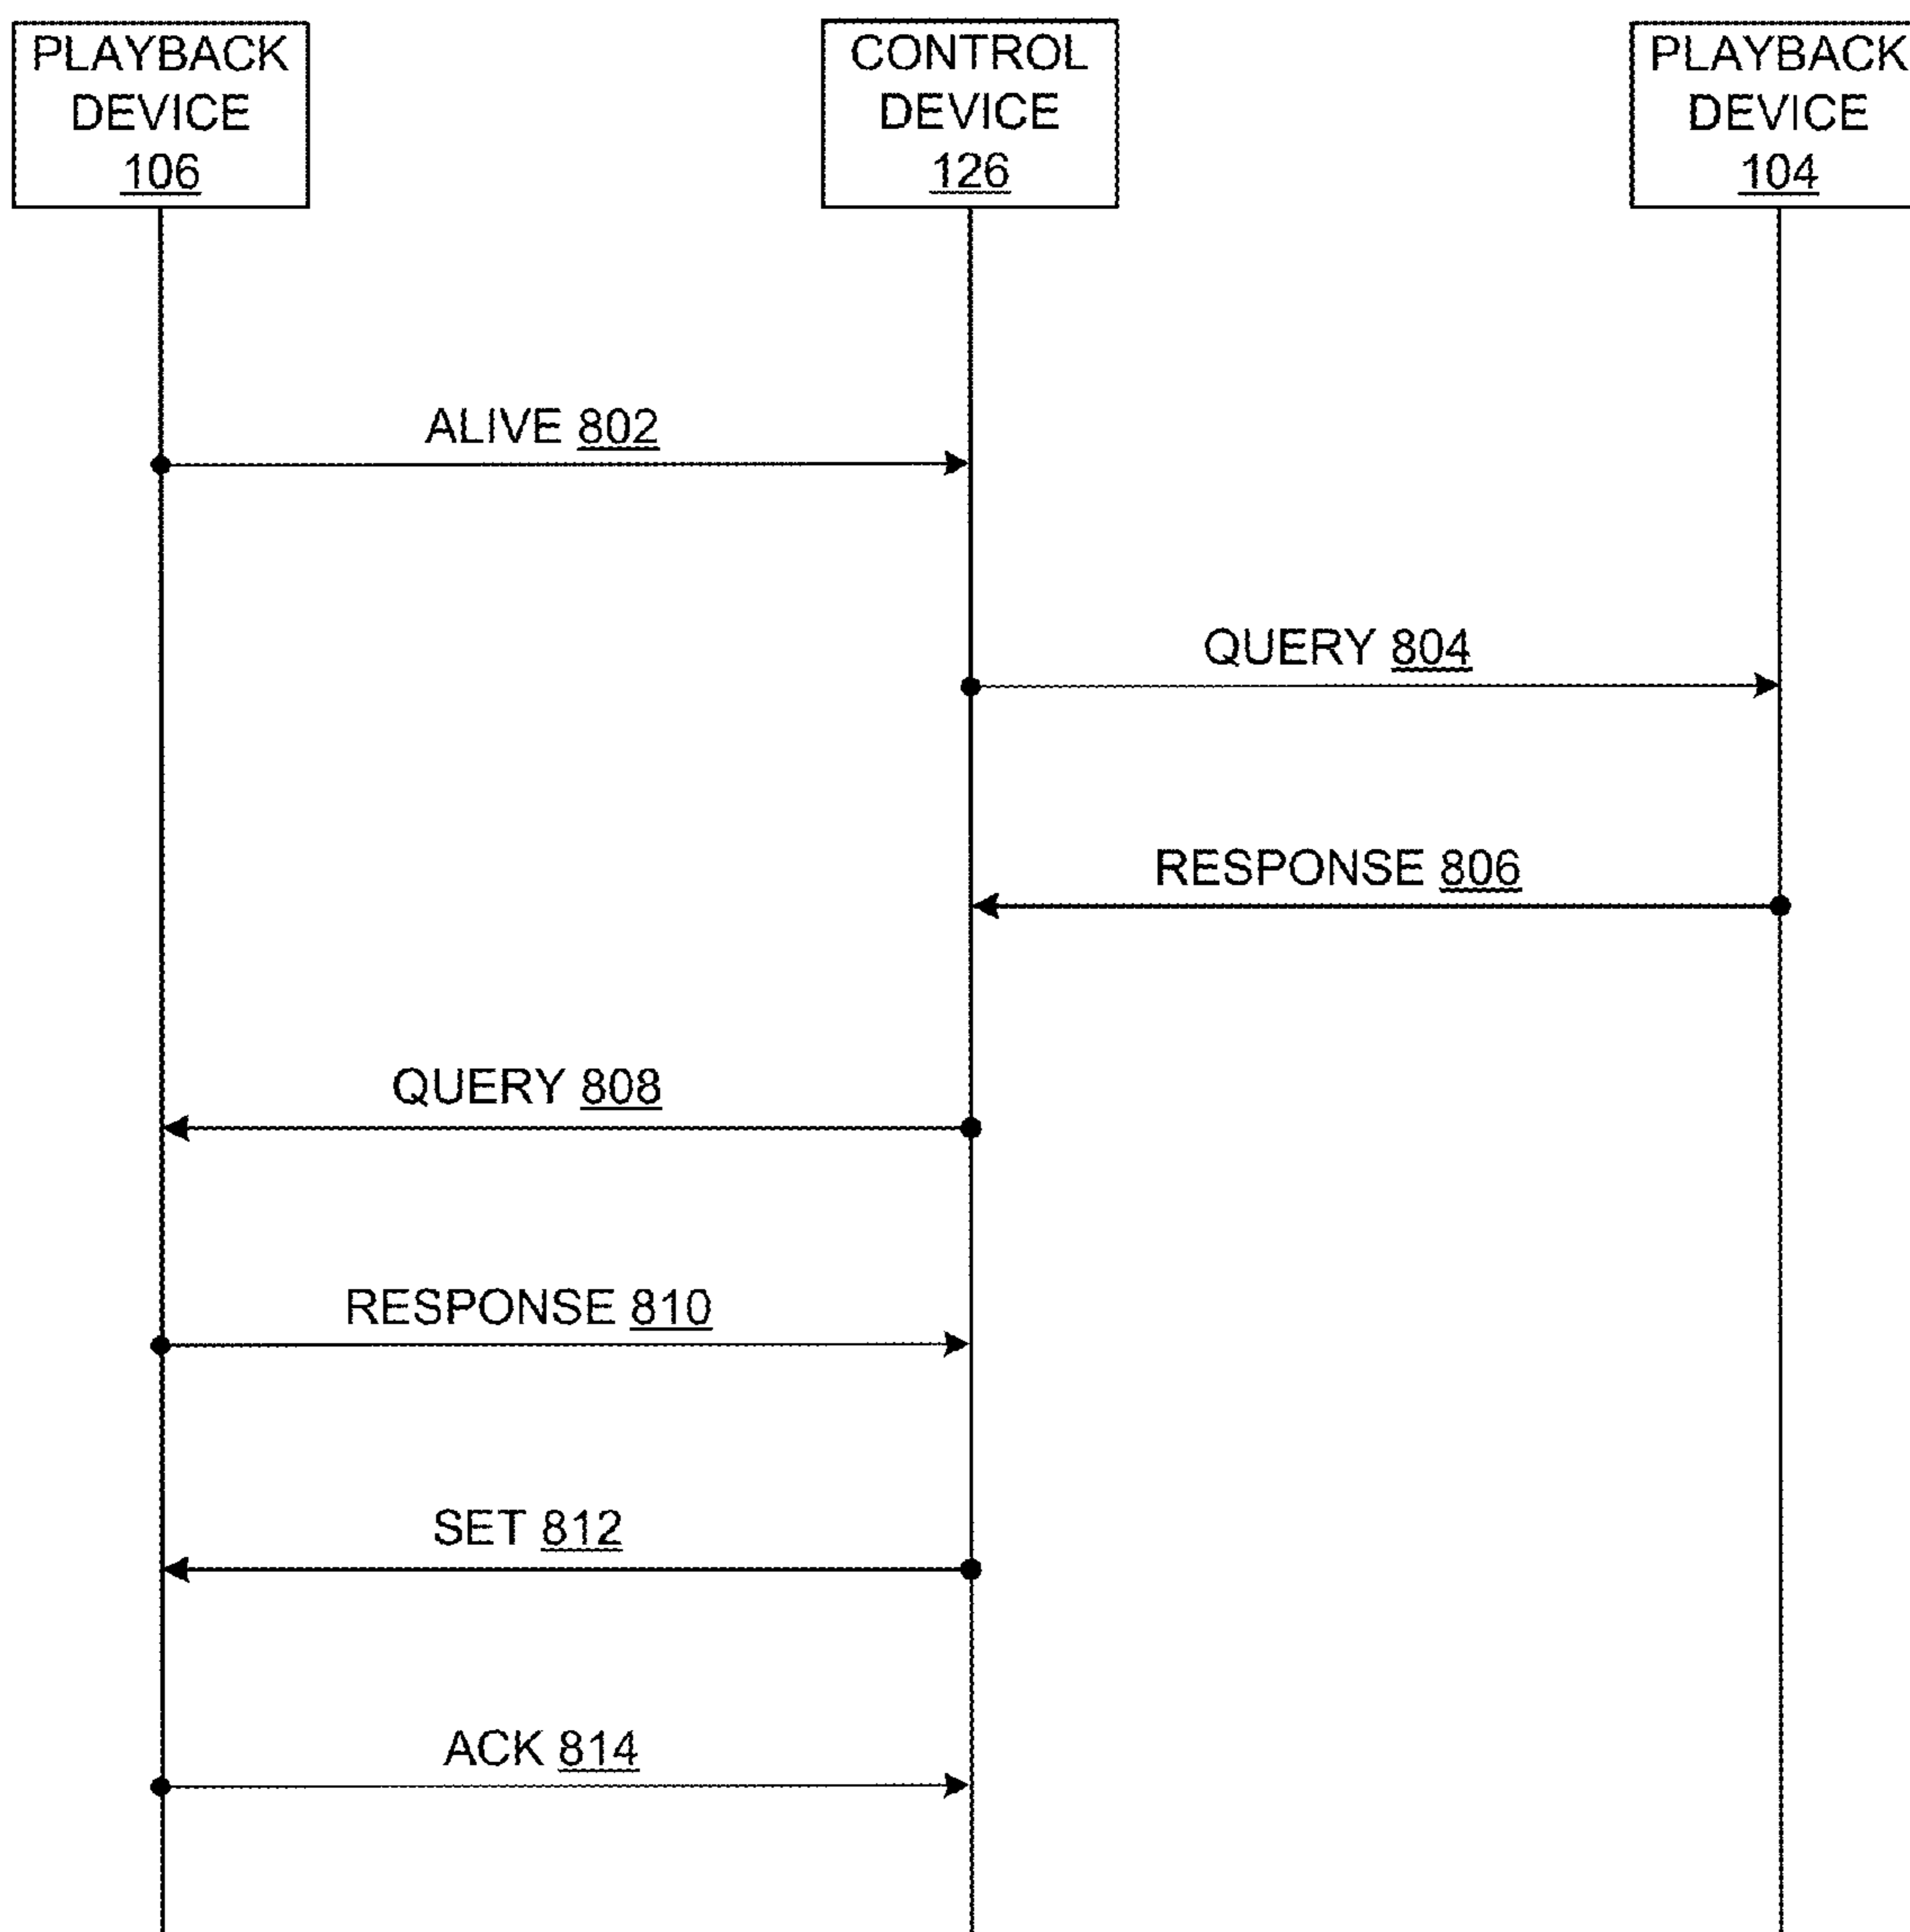 PLAYBACK
DEVICE
106
CONTROL
DEVICE
126
PLAYBACK
DEVICE
104
ALIVE 802
QUERY 804
RESPONSE 806
QUERY 808
RESPONSE 810
SET 812
ACK 814